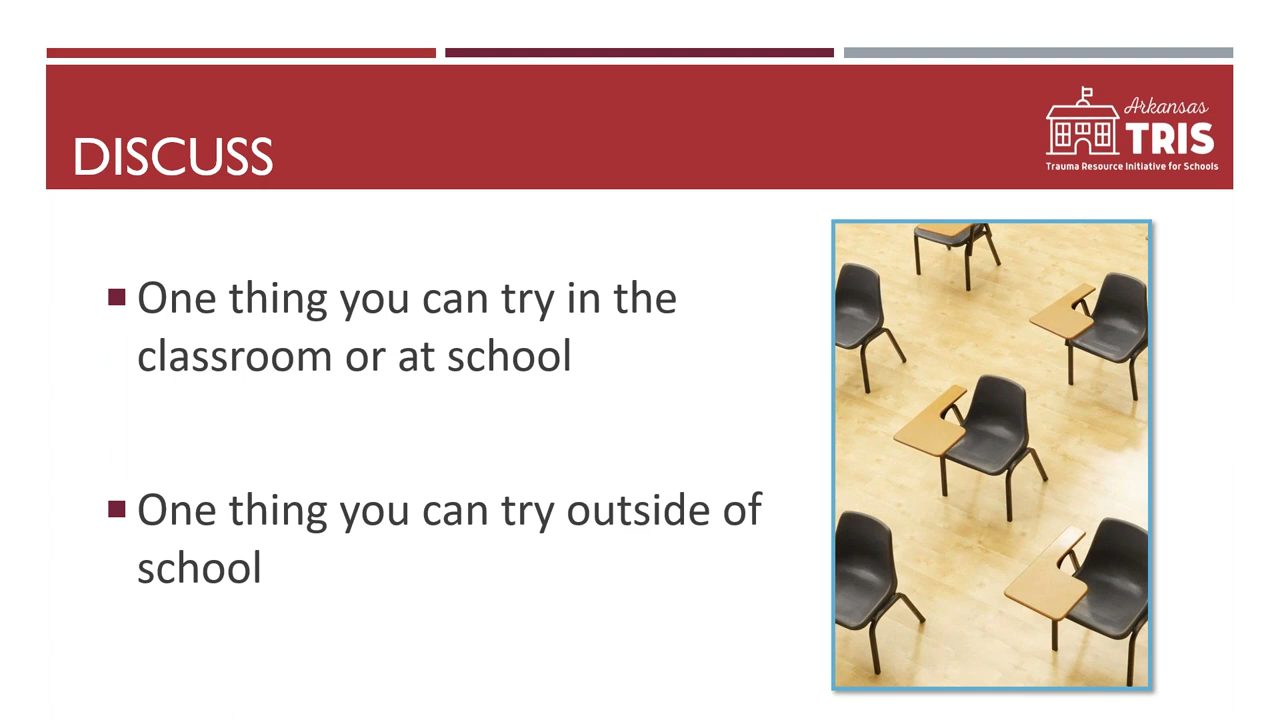 DISCUSS
Arkansas
TRIS
Trauma Resource Initiative for Schools
One thing you can try in the
classroom or at school
One thing you can try outside of
school